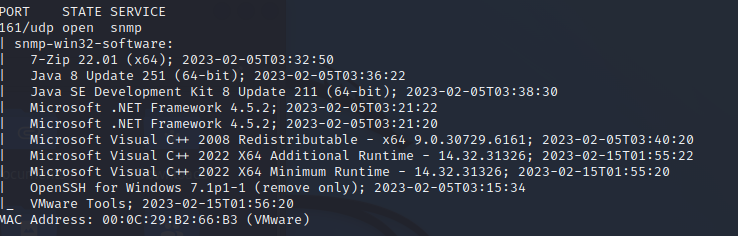 PORT    STATE SERVICE
161/udp open  snmp
| snmp-win32-software:
|   7-Zip 22.01 (x64); 2023-02-05T03:32:50
|   Java 8 Update 251 (64-bit); 2023-02-05T03:36:22
|   Java SE Development Kit 8 Update 211 (64-bit); 2023-02-05T03:38:30
|   Microsoft .NET Framework 4.5.2; 2023-02-05T03:21:22
|   Microsoft .NET Framework 4.5.2; 2023-02-05T03:21:20
|   Microsoft Visual C++ 2008 Redistributable - x64 9.0.30729.6161; 2023-02-05T03:40:20
|   Microsoft Visual C++ 2022 X64 Additional Runtime - 14.32.31326; 2023-02-15T01:55:22
|   Microsoft Visual C++ 2022 X64 Minimum Runtime - 14.32.31326; 2023-02-15T01:55:20
|   OpenSSH for Windows 7.1p1-1 (remove only); 2023-02-05T03:15:34
|_  VMware Tools; 2023-02-15T01:56:20
MAC Address: 00:0C:29:B2:66:B3 (VMware)